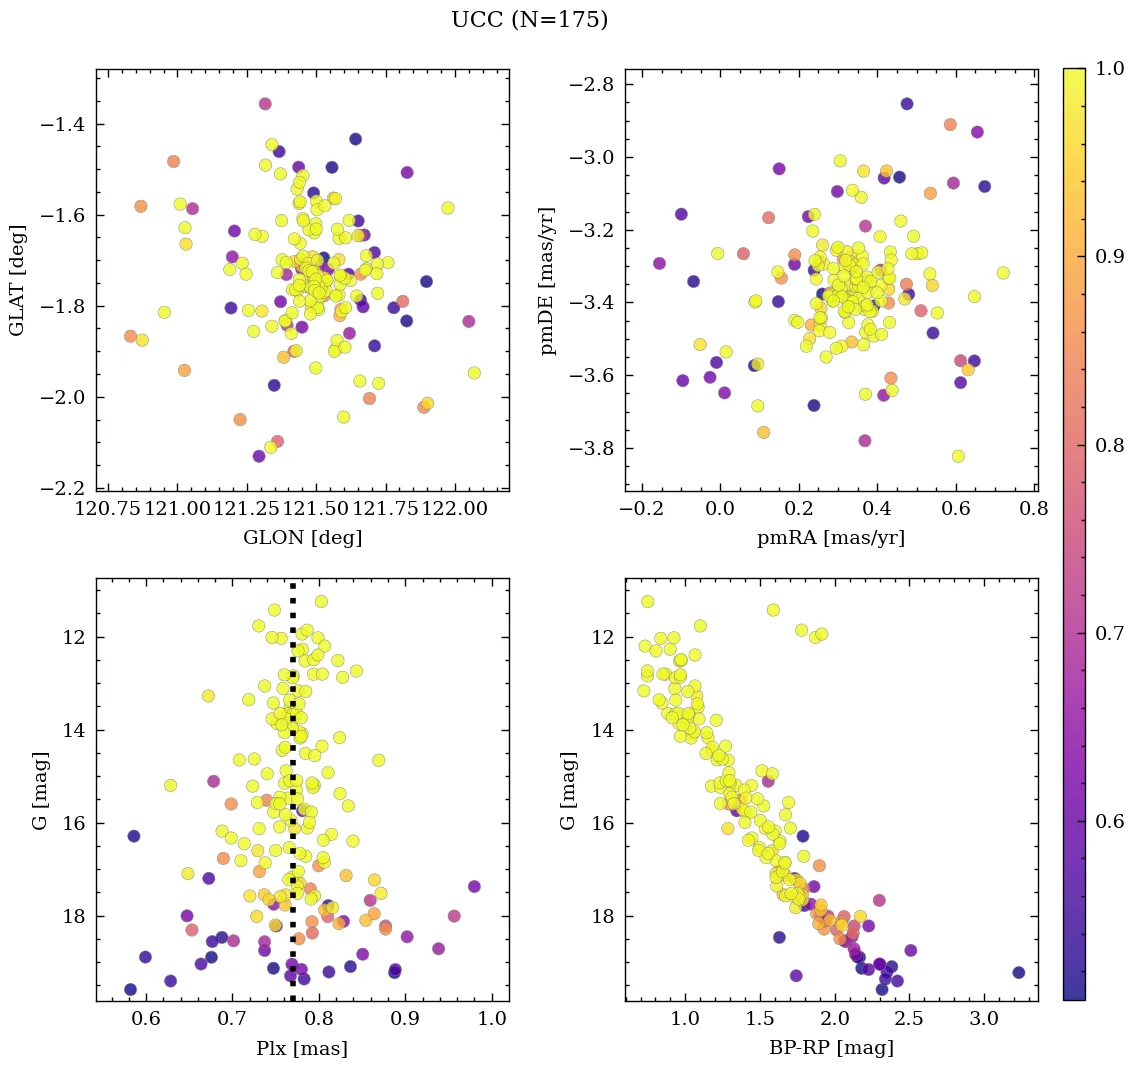 UCC (N=175)
−1.4
−1.6
−1.8
−2.0
−2.2
GLAT [deg]
120.75 121.00 121.25 121.50 121.75 122.00
GLON [deg]
−2.8
−3.0
−3.2
−3.4
−3.6
−3.8
pmDE [mas/yr]
−0.2 0.0 0.2 0.4 0.6 0.8
pmRA [mas/yr]
1.0
0.9
0.8
0.7
0.6
12
14
16
18
G [mag]
0.6 0.7 0.8 0.9 1.0
Plx [mas]
12
14
16
18
G [mag]
1.0 1.5 2.0 2.5 3.0
BP-RP [mag]